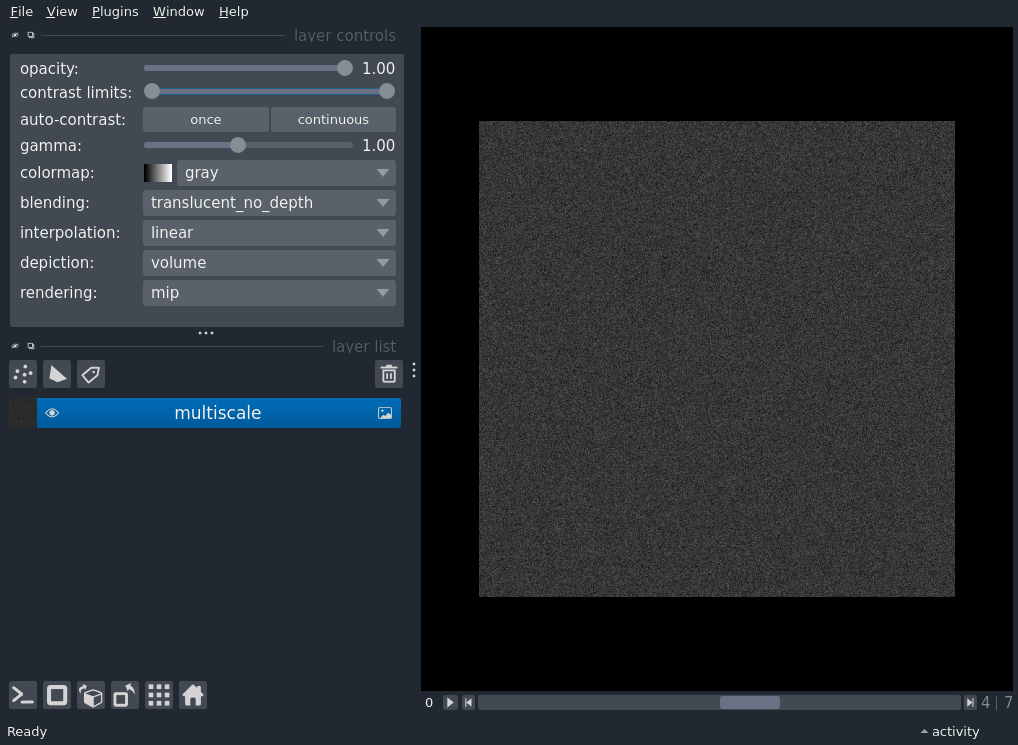 File View Plugins Window Help
layer controls
opacity: 1.00
contrast limits:
auto-contrast: once continuous
gamma: 1.00
colormap: gray
blending: translucent_no_depth
interpolation: linear
depiction: volume
rendering: mip
layer list
multiscale
0 4 | 7
Ready activity